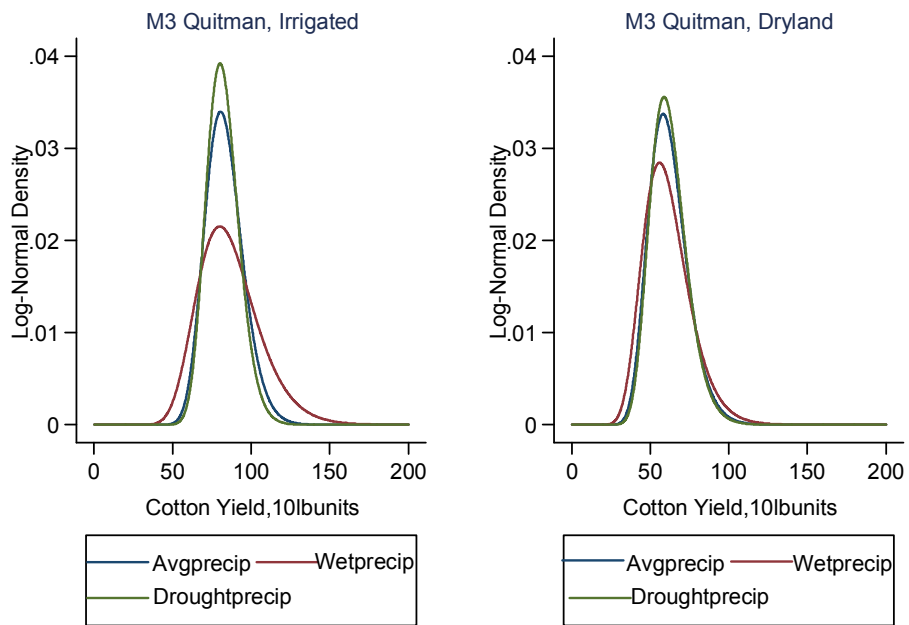 M3 Quitman, Irrigated
.04
.03
.02
.01
0
Log-Normal Density
0 50 100 150 200
Cotton Yield,10lbunits
Avgprecip Wetprecip
Droughtprecip
M3 Quitman, Dryland
.04
.03
.02
.01
0
Log-Normal Density
0 50 100 150 200
Cotton Yield,10lbunits
Avgprecip Wetprecip
Droughtprecip